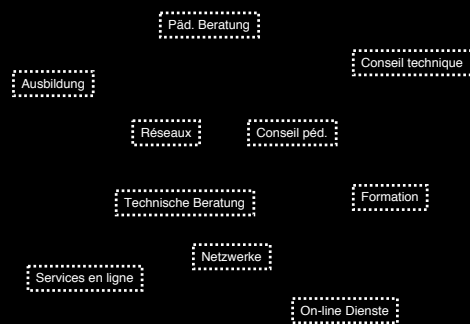 Päd. Beratung
Conseil technique
Ausbildung
Réseaux
Conseil péd.
Technische Beratung
Formation
Netzwerke
Services en ligne
On-line Dienste